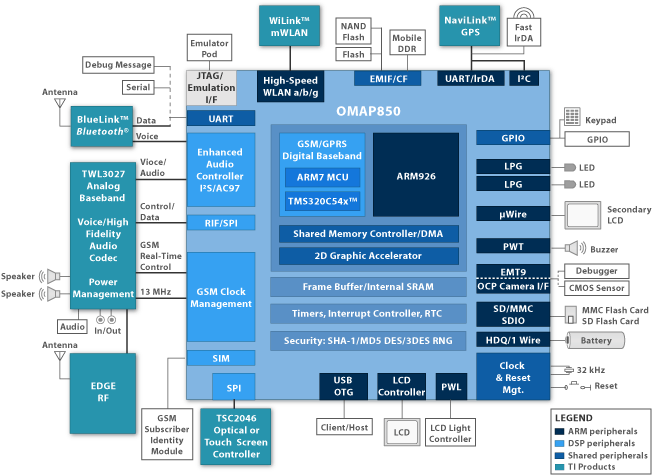 WiLink™
mWLAN
NaviLink™
GPS
Fast
IrDA
NAND
Flash
Flash
Mobile
DDR
Emulator
Pod
Debug Message
Serial
Antenna
BlueLink™
Bluetooth®
Data
Voice
JTAG/
Emulation
I/F
High-Speed
WLAN a/b/g
EMIF/CF
UART/IrDA
I²C
OMAP850
UART
Enhanced
Audio
Controller
I²S/AC97
RIF/SPI
GSM Clock
Management
SIM
SPI
GSM/GPRS
Digital Baseband
ARM7 MCU
TMS320C54x™
ARM926
Shared Memory Controller/DMA
2D Graphic Accelerator
Frame Buffer/Internal SRAM
Timers, Interrupt Controller, RTC
Security: SHA-1/MD5 DES/3DES RNG
TWL3027
Analog
Baseband
Voice/High
Fidelity
Audio
Codec
Power
Management
Vioce/
Audio
Control/
Data
GSM
Real-Time
Control
13 MHz
Speaker
Speaker
Audio
In/Out
Antenna
EDGE
RF
GSM
Subscriber
Identity
Module
TSC2046
Optical or
Touch Screen
Controller
USB
OTG
LCD
Controller
PWL
Client/Host
LCD
LCD Light
Controller
GPIO
LPG
LPG
µWire
PWT
EMT9
OCP Camera I/F
SD/MMC
SDIO
HDQ/1 Wire
Clock
& Reset
Mgt.
Keypad
GPIO
LED
LED
Secondary
LCD
Buzzer
Debugger
CMOS Sensor
MMC Flash Card
SD Flash Card
Battery
32 kHz
Reset
LEGEND
ARM peripherals
DSP peripherals
Shared peripherals
TI Products